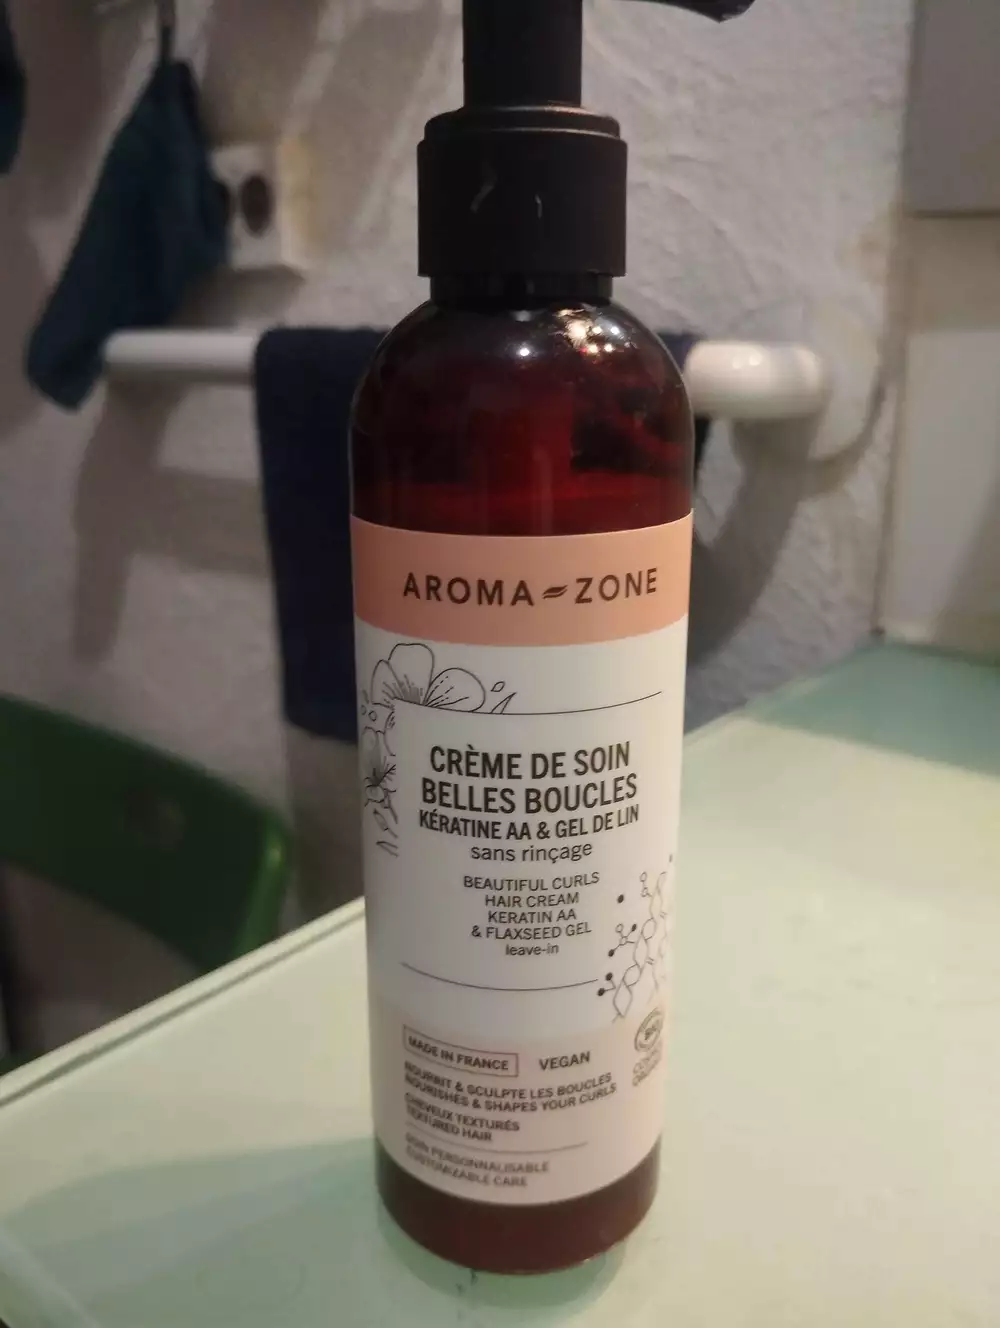 AROMA ZONE
CRÈME DE SOIN
BELLES BOUCLES
KÉRATINE AA & GEL DE LIN
sans rinçage
BEAUTIFUL CURLS
HAIR CREAM
KERATIN AA
& FLAXSEED GEL
leave-in
MADE IN FRANCE VEGAN
BIO
NOURRIT & SCULPTE LES BOUCLES
NOURISHES & SHAPES YOUR CURLS
CHEVEUX TEXTURÉS
TEXTURED HAIR
SOIN PERSONNALISABLE
CUSTOMIZABLE CARE